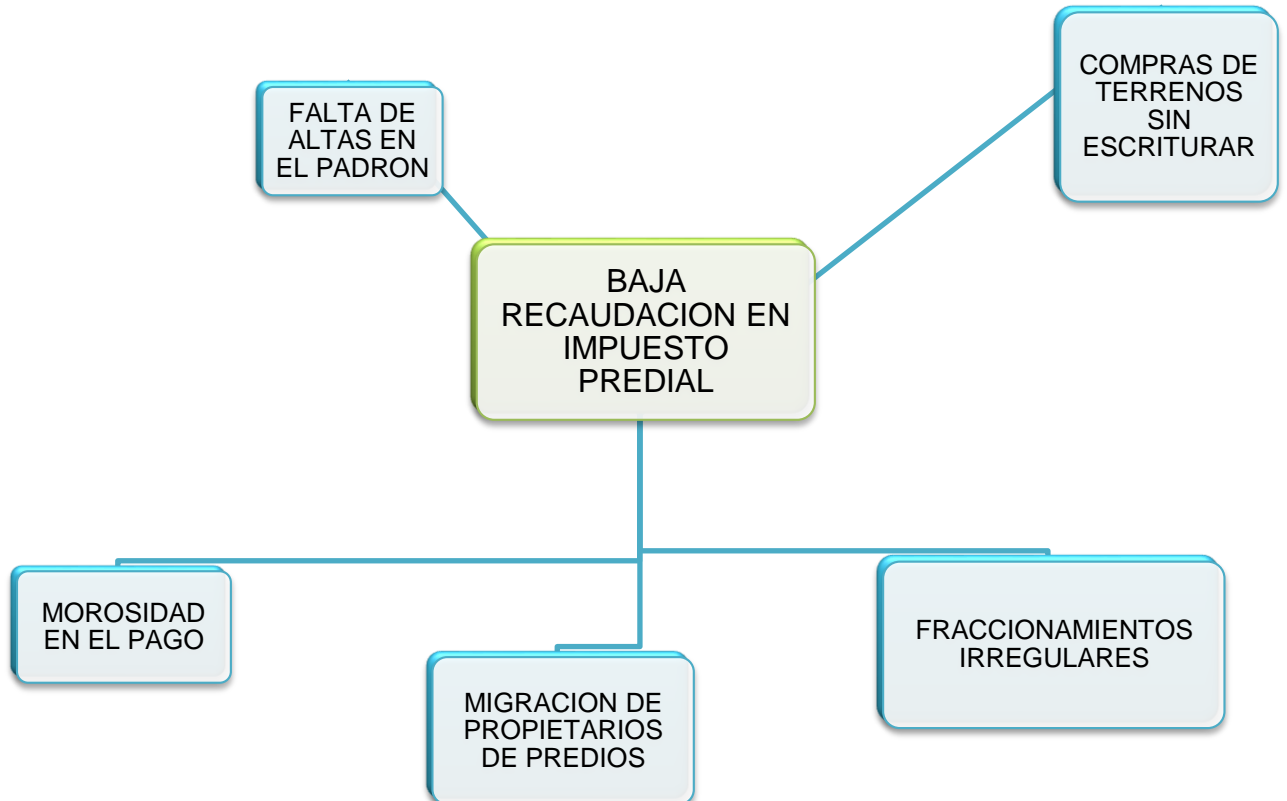 COMPRAS DE
TERRENOS
SIN
ESCRITURAR
FALTA DE
ALTAS EN
EL PADRON
BAJA
RECAUDACION EN
IMPUESTO
PREDIAL
MOROSIDAD
EN EL PAGO
MIGRACION DE
PROPIETARIOS
DE PREDIOS
FRACCIONAMIENTOS
IRREGULARES